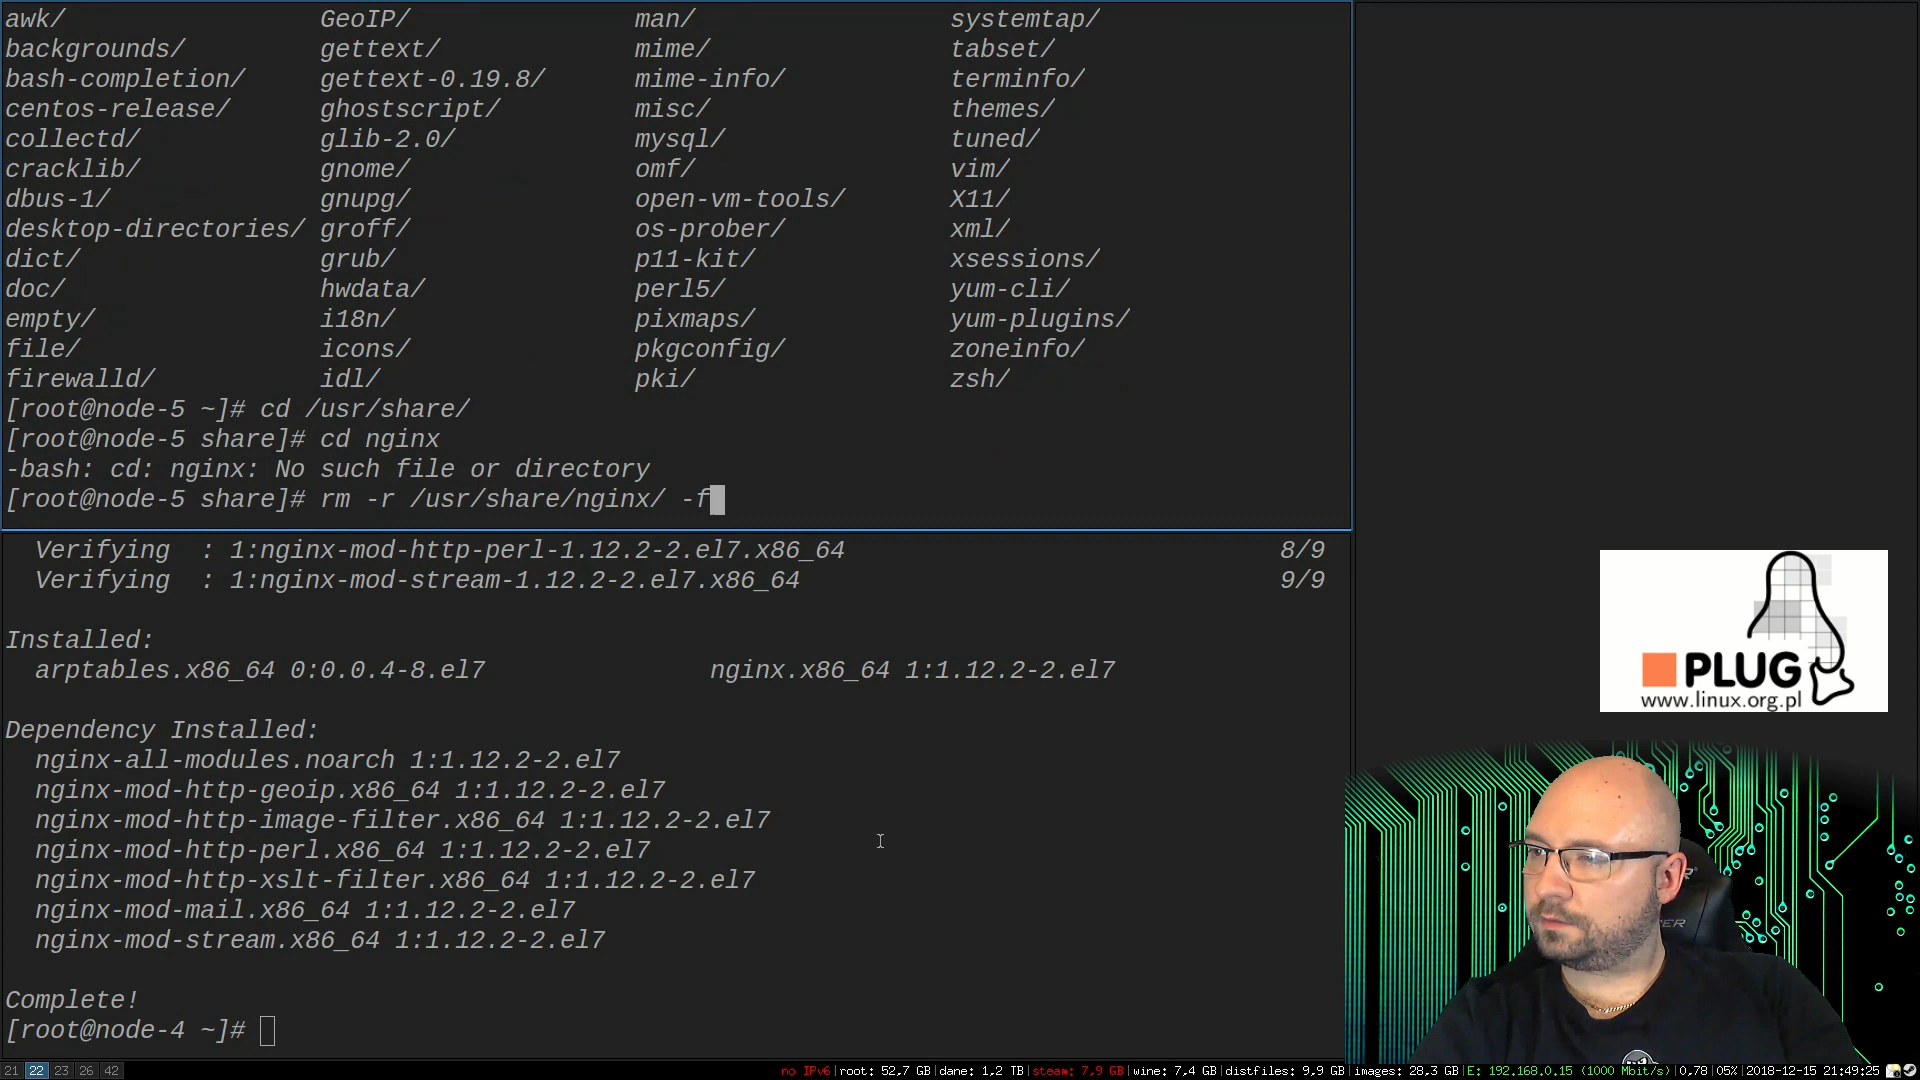 awk/ GeoIP/ man/ systemtap/
backgrounds/ gettext/ mime/ tabset/
bash-completion/ gettext-0.19.8/ mime-info/ terminfo/
centos-release/ ghostscript/ misc/ themes/
collectd/ glib-2.0/ mysql/ tuned/
cracklib/ gnome/ omf/ vim/
dbus-1/ gnupg/ open-vm-tools/ X11/
desktop-directories/ groff/ os-prober/ xml/
dict/ grub/ p11-kit/ xsessions/
doc/ hwdata/ perl5/ yum-cli/
empty/ i18n/ pixmaps/ yum-plugins/
file/ icons/ pkgconfig/ zoneinfo/
firewalld/ idl/ pki/ zsh/
[root@node-5 ~]# cd /usr/share/
[root@node-5 share]# cd nginx
-bash: cd: nginx: No such file or directory
[root@node-5 share]# rm -r /usr/share/nginx/ -f
Verifying  : 1:nginx-mod-http-perl-1.12.2-2.el7.x86_64 8/9
Verifying  : 1:nginx-mod-stream-1.12.2-2.el7.x86_64 9/9
Installed:
arptables.x86_64 0:0.0.4-8.el7 nginx.x86_64 1:1.12.2-2.el7
Dependency Installed:
nginx-all-modules.noarch 1:1.12.2-2.el7
nginx-mod-http-geoip.x86_64 1:1.12.2-2.el7
nginx-mod-http-image-filter.x86_64 1:1.12.2-2.el7
nginx-mod-http-perl.x86_64 1:1.12.2-2.el7
nginx-mod-http-xslt-filter.x86_64 1:1.12.2-2.el7
nginx-mod-mail.x86_64 1:1.12.2-2.el7
nginx-mod-stream.x86_64 1:1.12.2-2.el7
Complete!
[root@node-4 ~]#
PLUG
www.linux.org.pl
21 22 23 26 42 no IPv6|root: 52,7 GB|dane: 1,2 TB|steam: 7,9 GB|wine: 7,4 GB|distfiles: 9,9 GB|images: 28,3 GB|E: 192.168.0.15 (1000 Mbit/s)|0,78|05%|2018-12-15 21:49:25